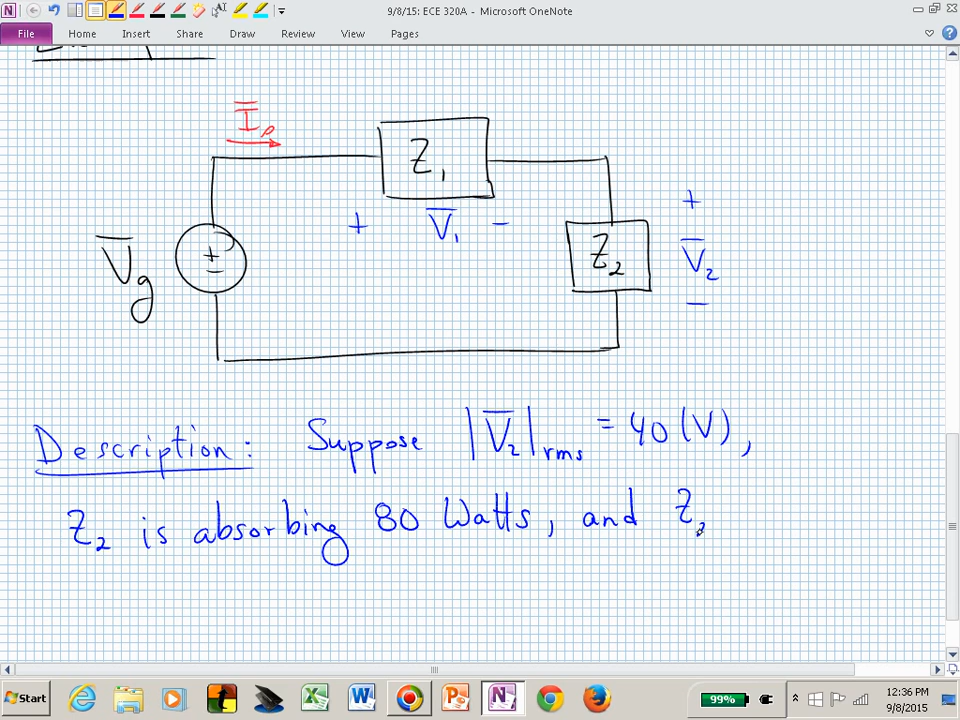 9/8/15: ECE 320A - Microsoft OneNote
File Home Insert Share Draw Review View Pages
Z1
+ V1 −
Vg
+
−
Z2
+
V2
−
Description: Suppose |V2|rms = 40 (V),
Z2 is absorbing 80 Watts, and Z2
Start
99%
12:36 PM
9/8/2015